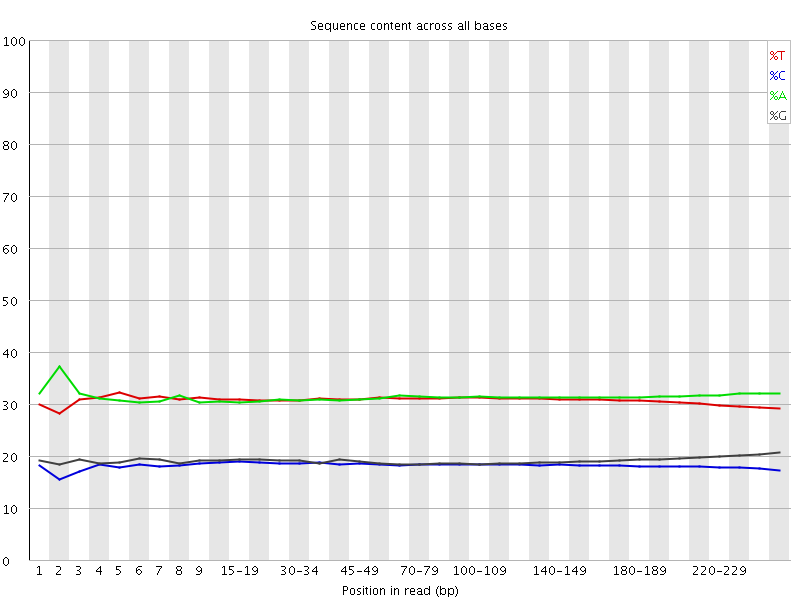 Sequence content across all bases
100
90
80
70
60
50
40
30
20
10
0
%T
%C
%A
%G
1 2 3 4 5 6 7 8 9 15-19 30-34 45-49 70-79 100-109 140-149 180-189 220-229
Position in read (bp)